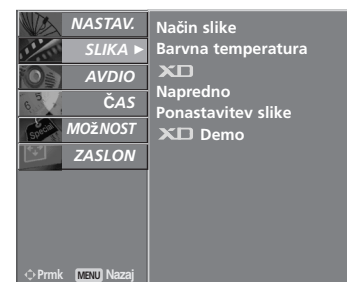 NASTAV.
SLIKA ►
AVDIO
ČAS
MOžNOST
ZASLON
Način slike
Barvna temperatura
XD
Napredno
Ponastavitev slike
XD Demo
Prmk MENU Nazaj